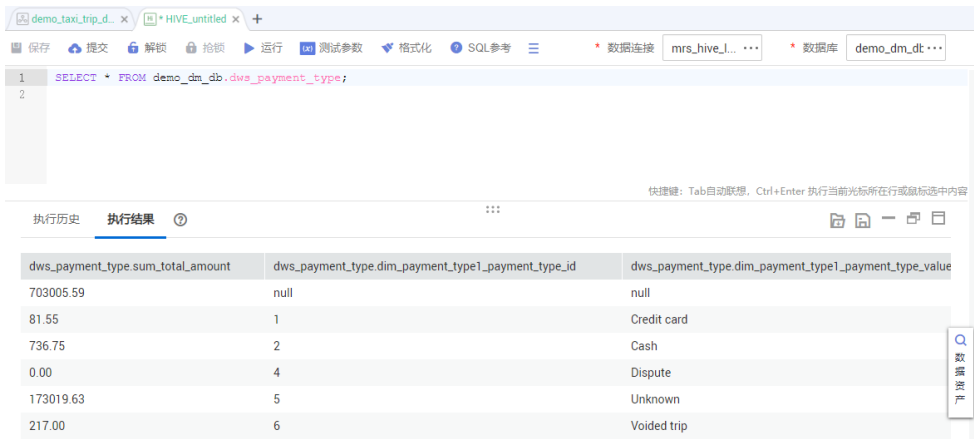 demo_taxi_trip_d... × * HIVE_untitled × +
保存 提交 解锁 抢锁 运行 (x) 测试参数 格式化 ? SQL参考 * 数据连接 mrs_hive_l... ··· * 数据库 demo_dm_dt ···
1 SELECT * FROM demo_dm_db.dws_payment_type;
2
快捷键：Tab自动联想，Ctrl+Enter 执行当前光标所在行或鼠标选中内容
执行历史 执行结果 ?
dws_payment_type.sum_total_amount dws_payment_type.dim_payment_type1_payment_type_id dws_payment_type.dim_payment_type1_payment_type_value
703005.59 null null
81.55 1 Credit card
736.75 2 Cash
0.00 4 Dispute
173019.63 5 Unknown
217.00 6 Voided trip
数据资产